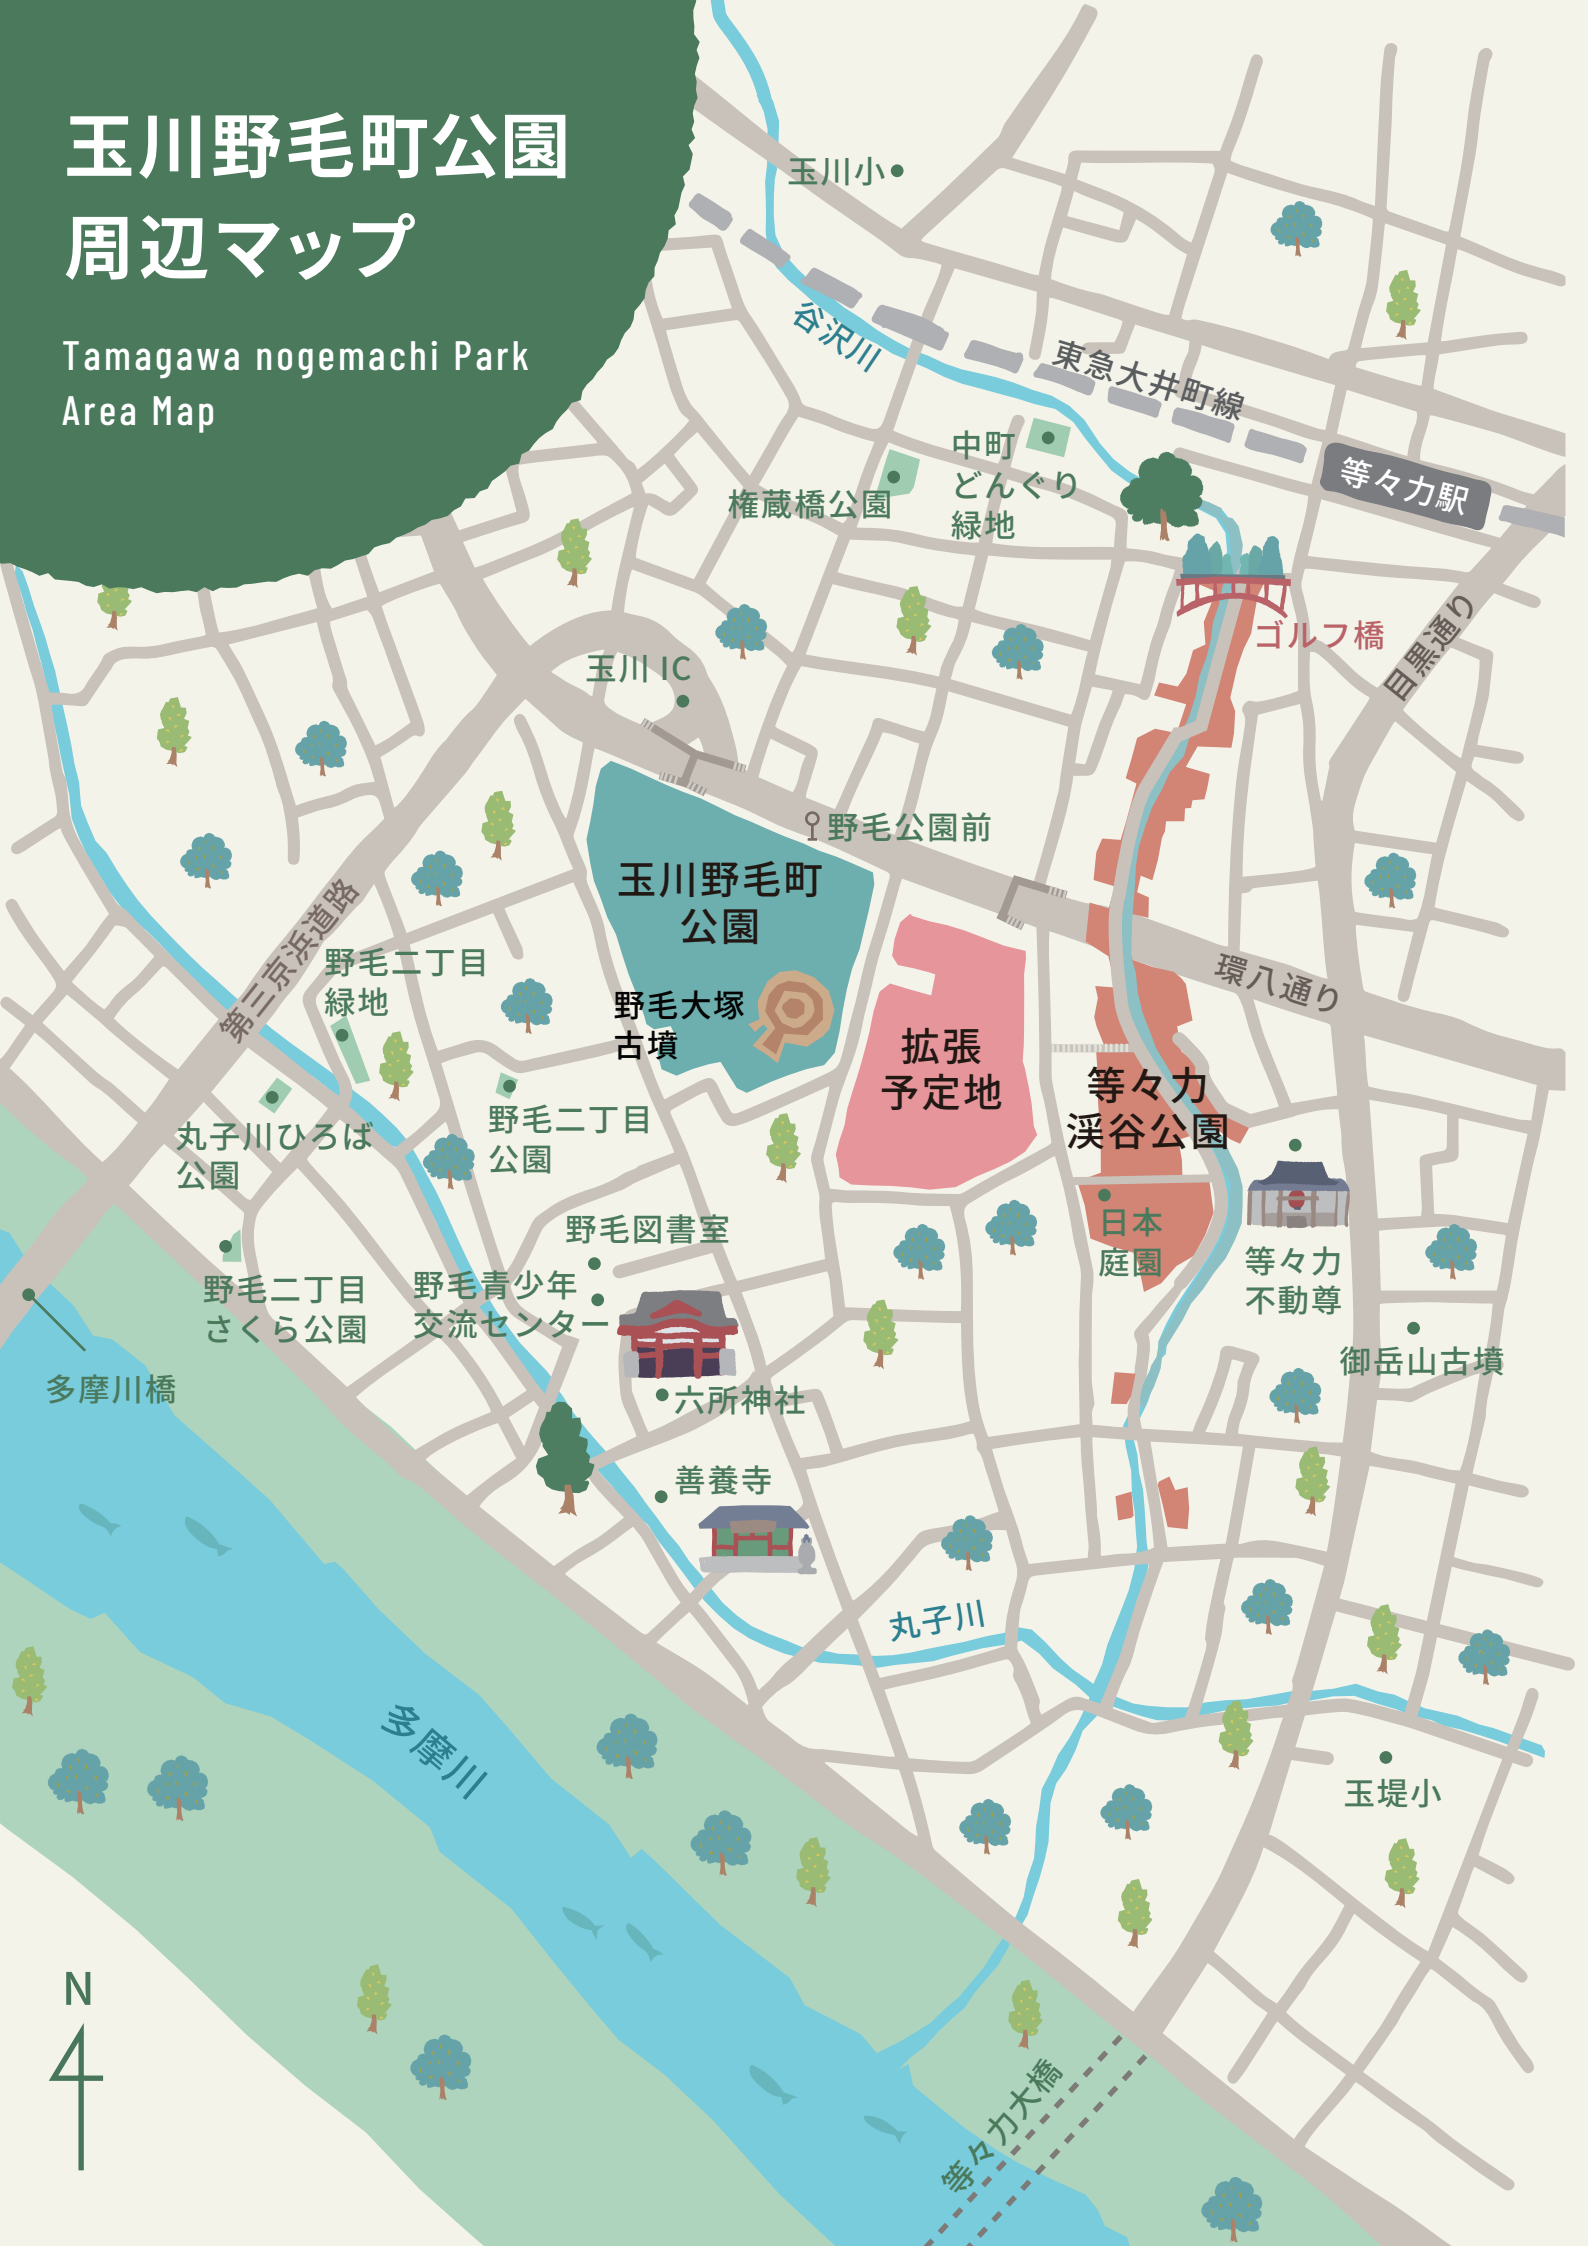 玉川野毛町公園
周辺マップ
Tamagawa nogemachi Park
Area Map
玉川小
谷沢川
東急大井町線
中町
どんぐり
緑地
権蔵橋公園
等々力駅
目黒通り
ゴルフ橋
玉川 IC
野毛公園前
玉川野毛町
公園
野毛大塚
古墳
拡張
予定地
等々力
渓谷公園
環八通り
第三京浜道路
野毛二丁目
緑地
野毛二丁目
公園
丸子川ひろば
公園
野毛図書室
日本
庭園
等々力
不動尊
野毛二丁目
さくら公園
野毛青少年
交流センター
多摩川橋
六所神社
御岳山古墳
善養寺
丸子川
多摩川
玉堤小
N
等々力大橋